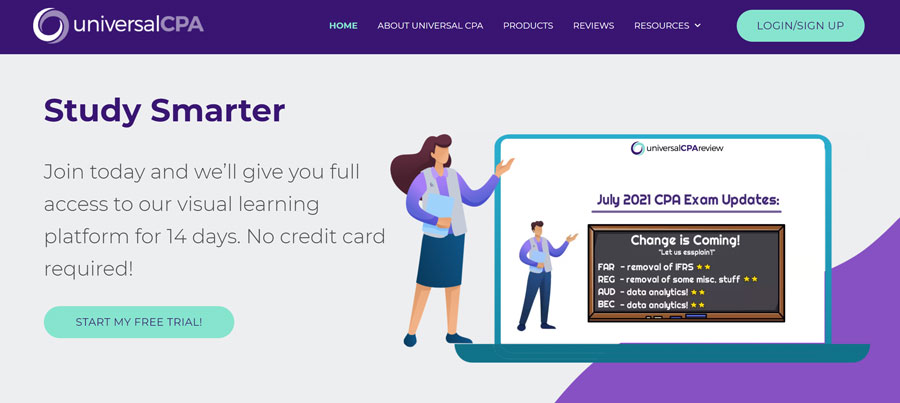 universalCPA
HOME
ABOUT UNIVERSAL CPA
PRODUCTS
REVIEWS
RESOURCES
LOGIN/SIGN UP
Study Smarter
Join today and we'll give you full
access to our visual learning
platform for 14 days. No credit card
required!
START MY FREE TRIAL!
universalCPAreview
July 2021 CPA Exam Updates:
Change is Coming!
"Let us essplain!"
FAR - removal of IFRS ★★
REG - removal of some misc. stuff ★★
AUD - data analytics! ★★
BEC - data analytics! ★★